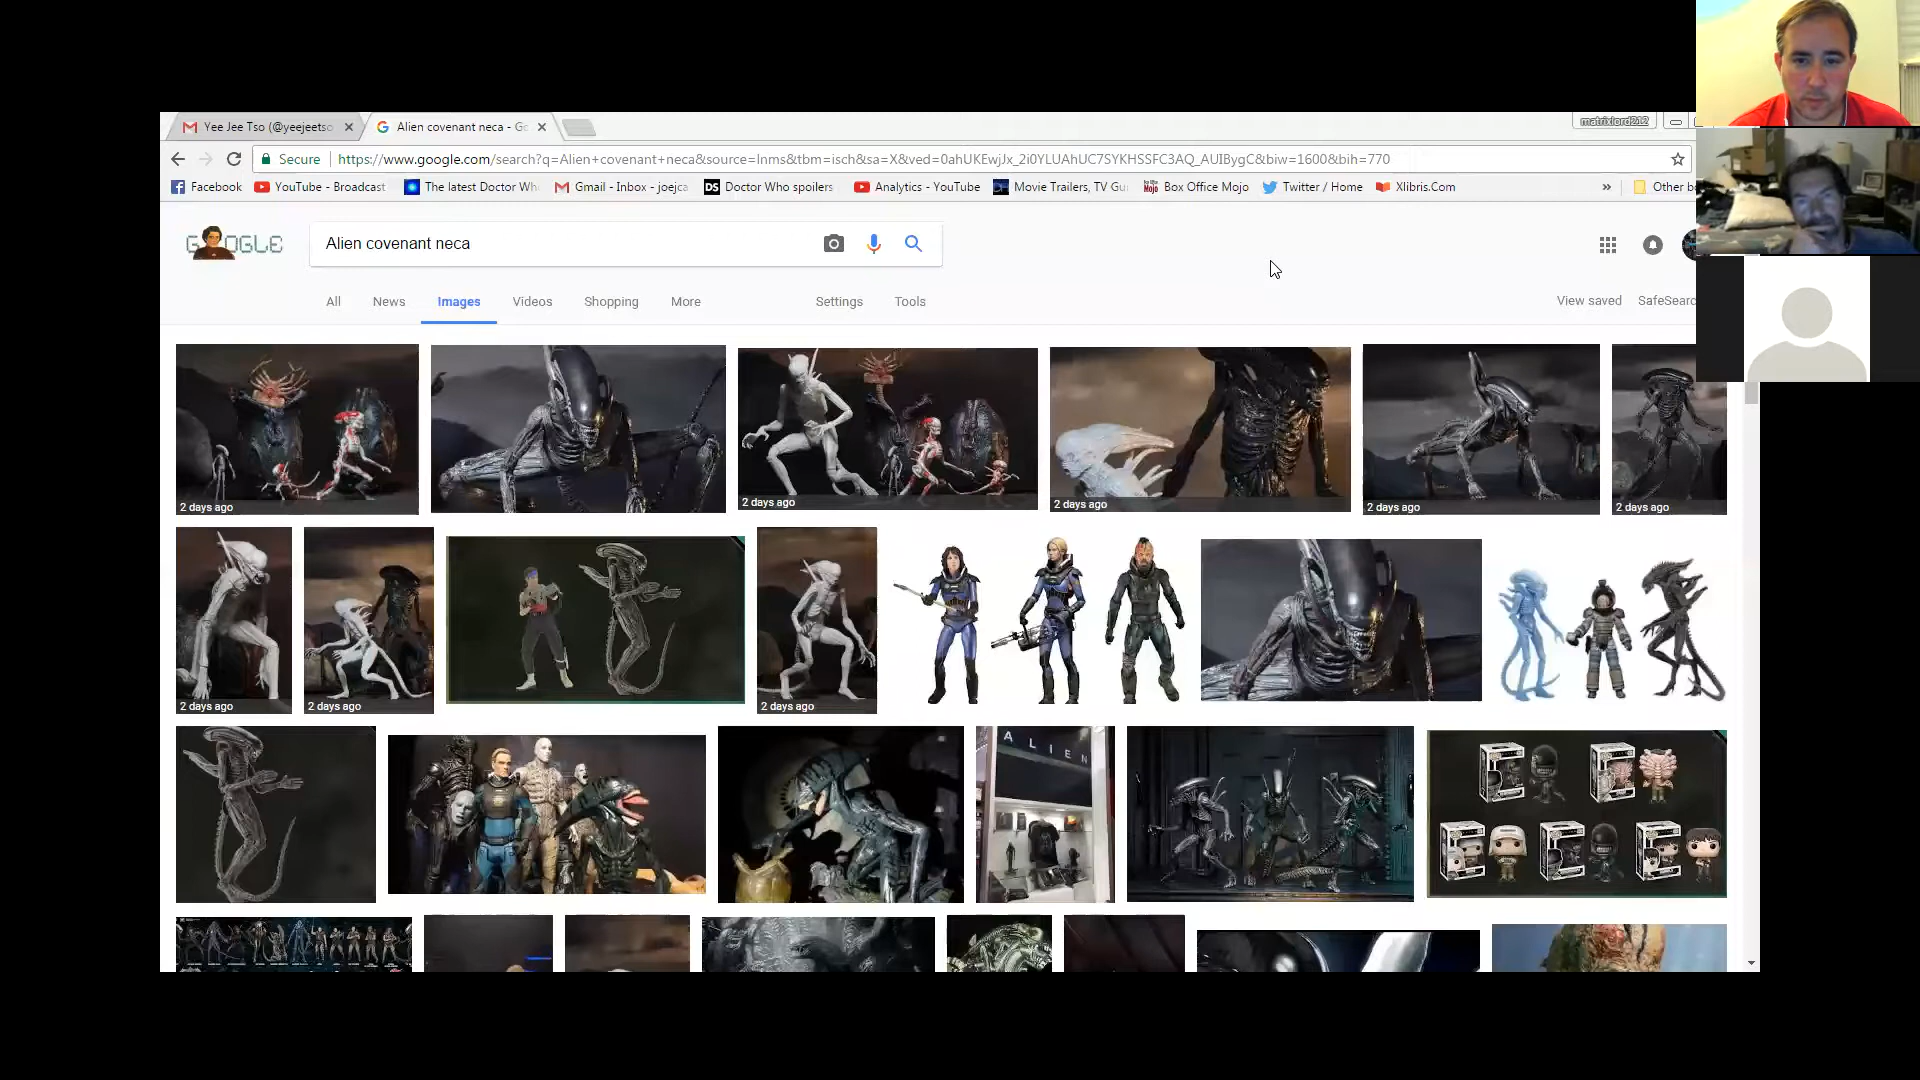 Yee Jee Tso (@yeejeetso
Alien covenant neca - Go
matrixlord212
Secure
https://www.google.com/search?q=Alien+covenant+neca&source=lnms&tbm=isch&sa=X&ved=0ahUKEwjJx_2i0YLUAhUC7SYKHSSFC3AQ_AUIBygC&biw=1600&bih=770
Facebook
YouTube - Broadcast
The latest Doctor Wh
Gmail - Inbox - joejca
DS Doctor Who spoilers
Analytics - YouTube
Movie Trailers, TV Gu
Box Office Mojo
Twitter / Home
Xlibris.Com
»
Other b
GOOGLE
Alien covenant neca
All
News
Images
Videos
Shopping
More
Settings
Tools
View saved
SafeSearc
2 days ago
2 days ago
2 days ago
2 days ago
2 days ago
2 days ago
2 days ago
2 days ago
ALIEN